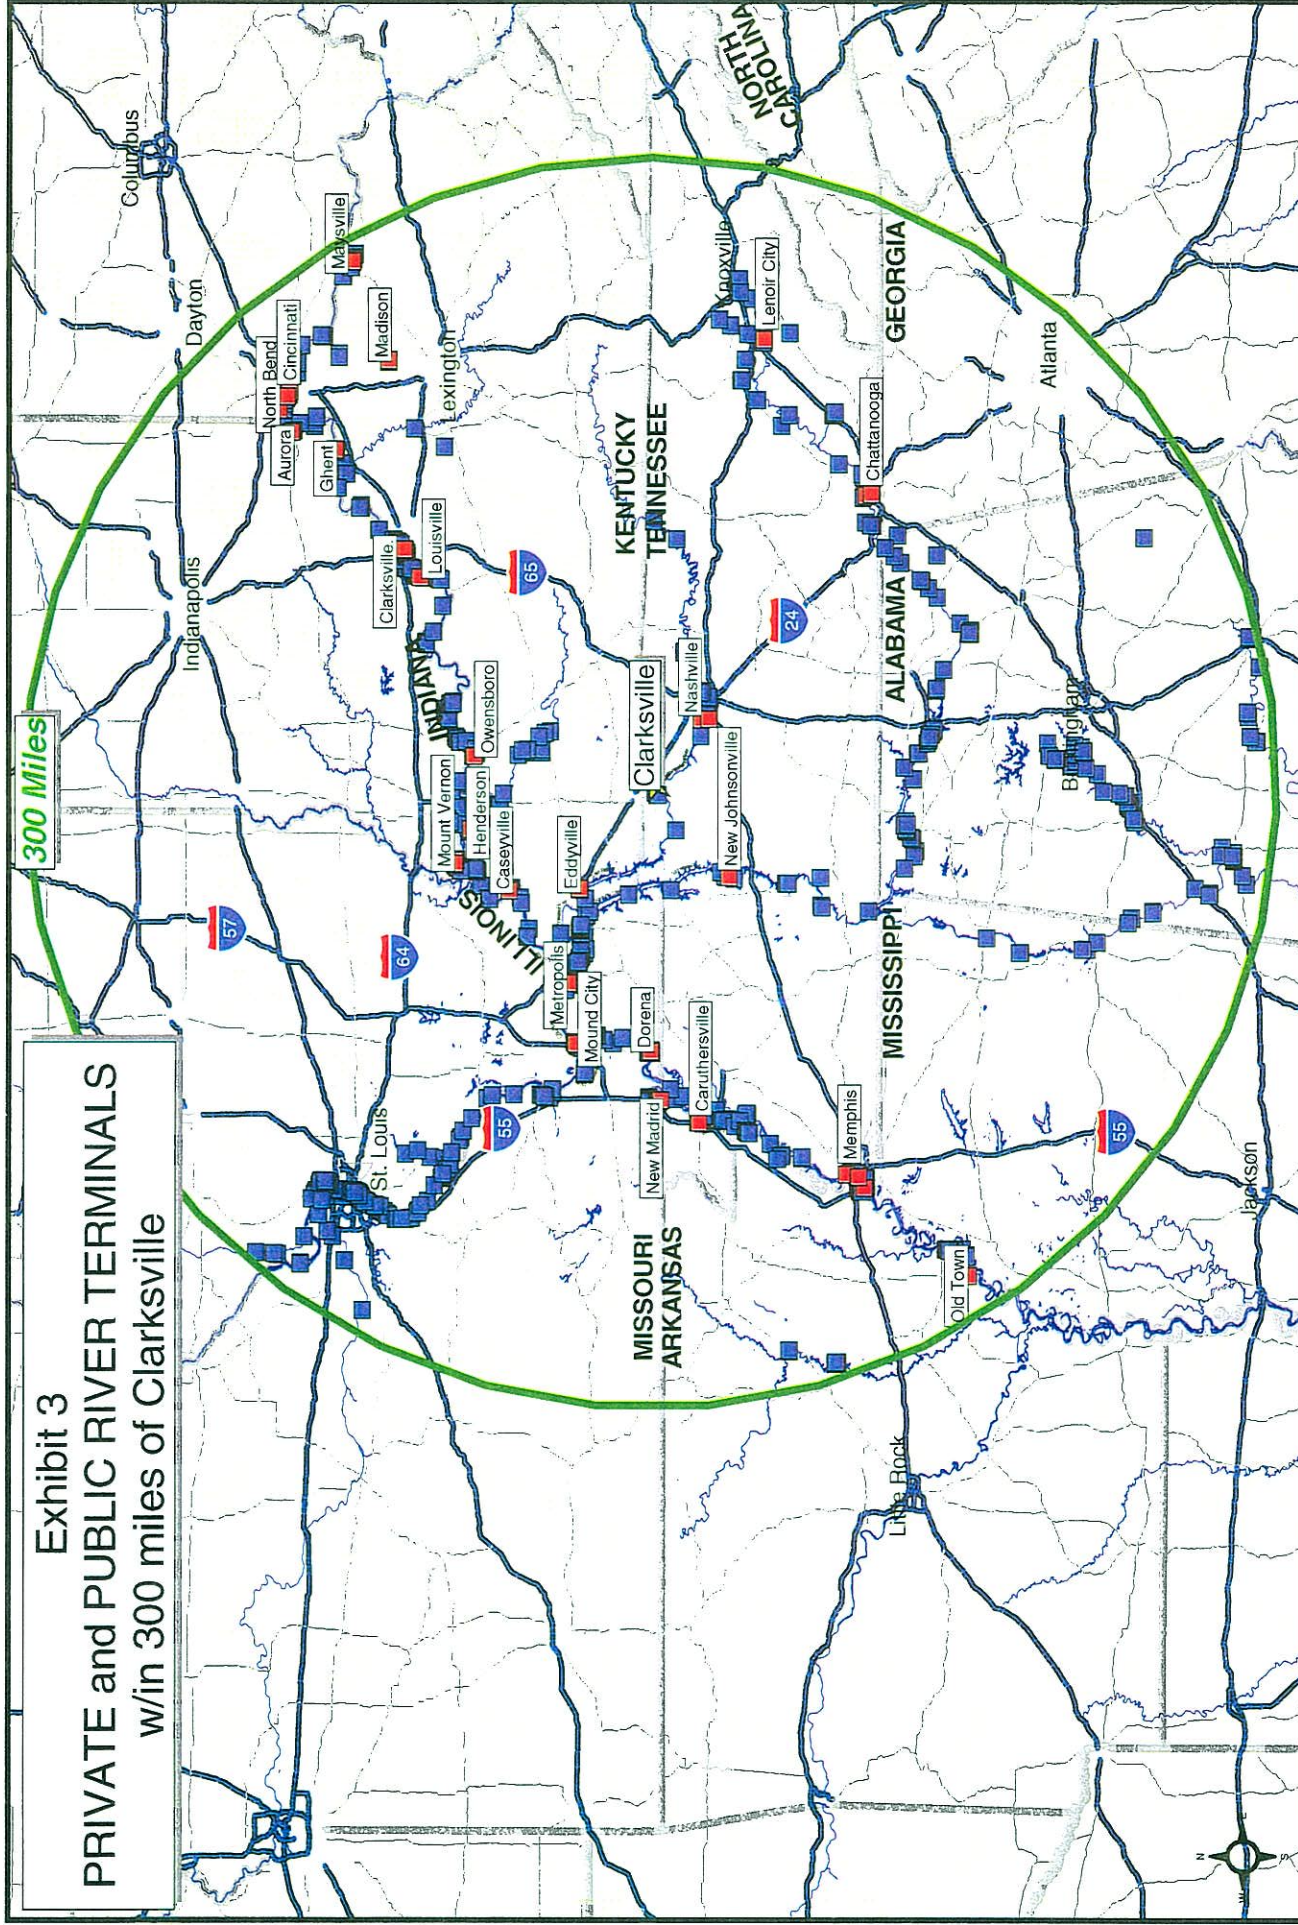 Exhibit 3
PRIVATE and PUBLIC RIVER TERMINALS
w/in 300 miles of Clarksville
300 Miles
Columbus
Dayton
Indianapolis
Maysville
Cincinnati
North Bend
Aurora
Ghent
Madison
Lexington
Louisville
Clarksville
INDIANA
Owensboro
Mount Vernon
Henderson
Caseyville
ILLINOIS
57
64
65
St. Louis
55
Eddyville
Metropolis
Mound City
Dorena
Clarksville
KENTUCKY
TENNESSEE
NORTH
CAROLINA
Knoxville
Lenoir City
Nashville
24
New Johnsonville
Caruthersville
New Madrid
MISSOURI
ARKANSAS
Memphis
Chattanooga
GEORGIA
ALABAMA
MISSISSIPPI
Old Town
Little Rock
Atlanta
Birmingham
55
Jackson
N
E
S
W